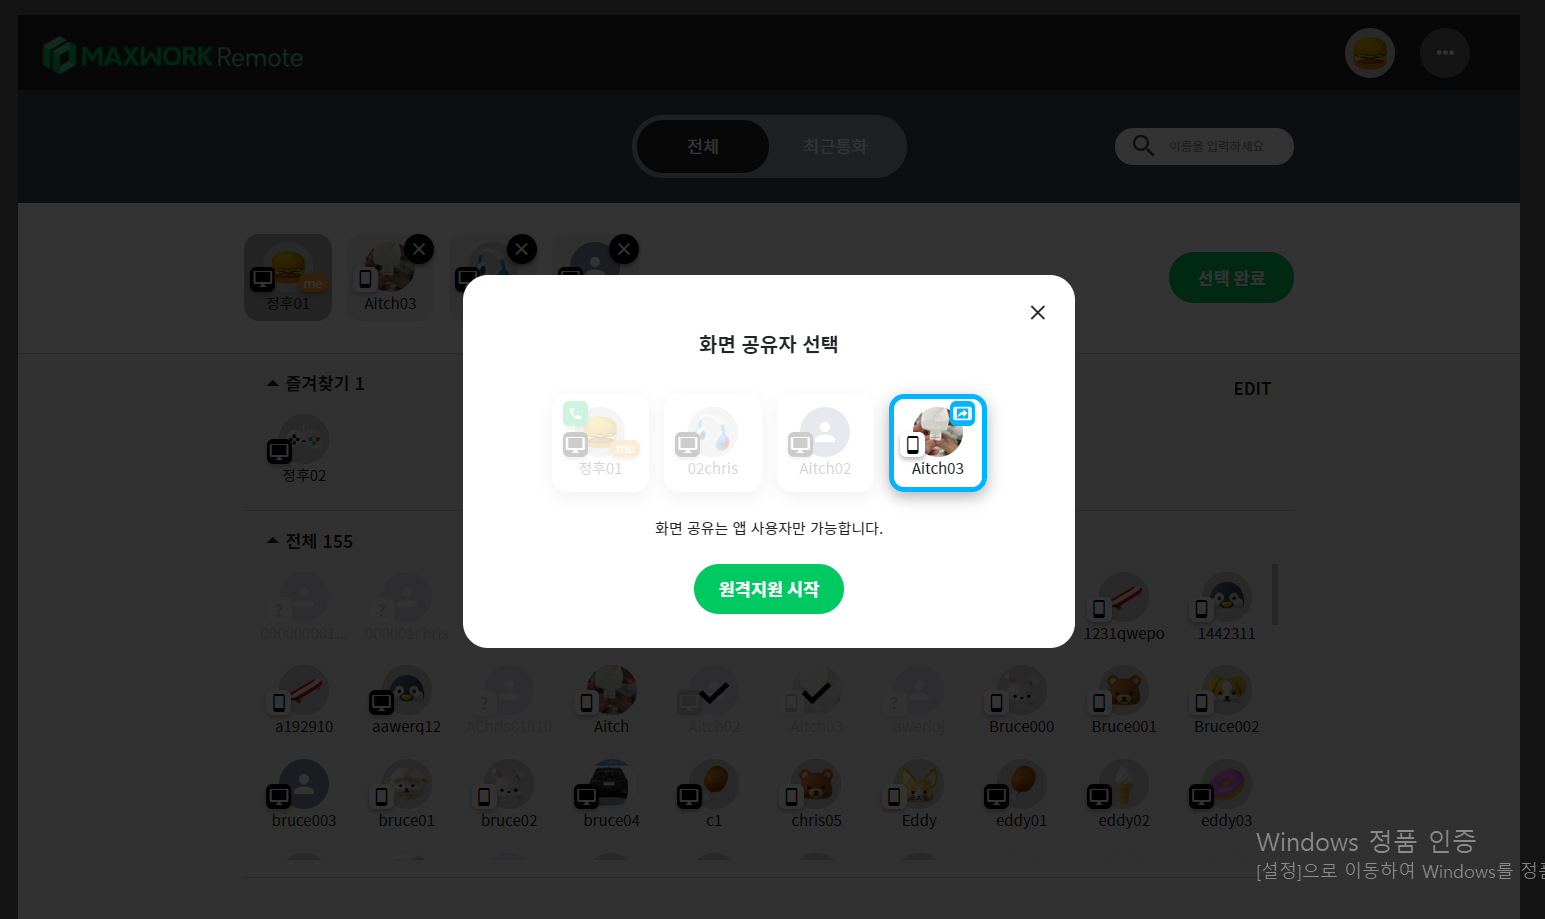 MAXWORK Remote
전체
최근통화
이름을 입력하세요
me
정후01
Aitch03
선택 완료
화면 공유자 선택
me
정후01
02chris
Aitch02
Aitch03
화면 공유는 앱 사용자만 가능합니다.
원격지원 시작
즐겨찾기 1
EDIT
정후02
전체 155
?
000000001...
?
000001chris
1231qwepo
1442311
a192910
aawerq12
?
AChris01010
Aitch
Aitch02
Aitch03
?
Bruce000
Bruce001
Bruce002
bruce003
bruce01
bruce02
bruce04
c1
chris05
Eddy
eddy01
eddy02
eddy03
Windows 정품 인증
[설정]으로 이동하여 Windows를